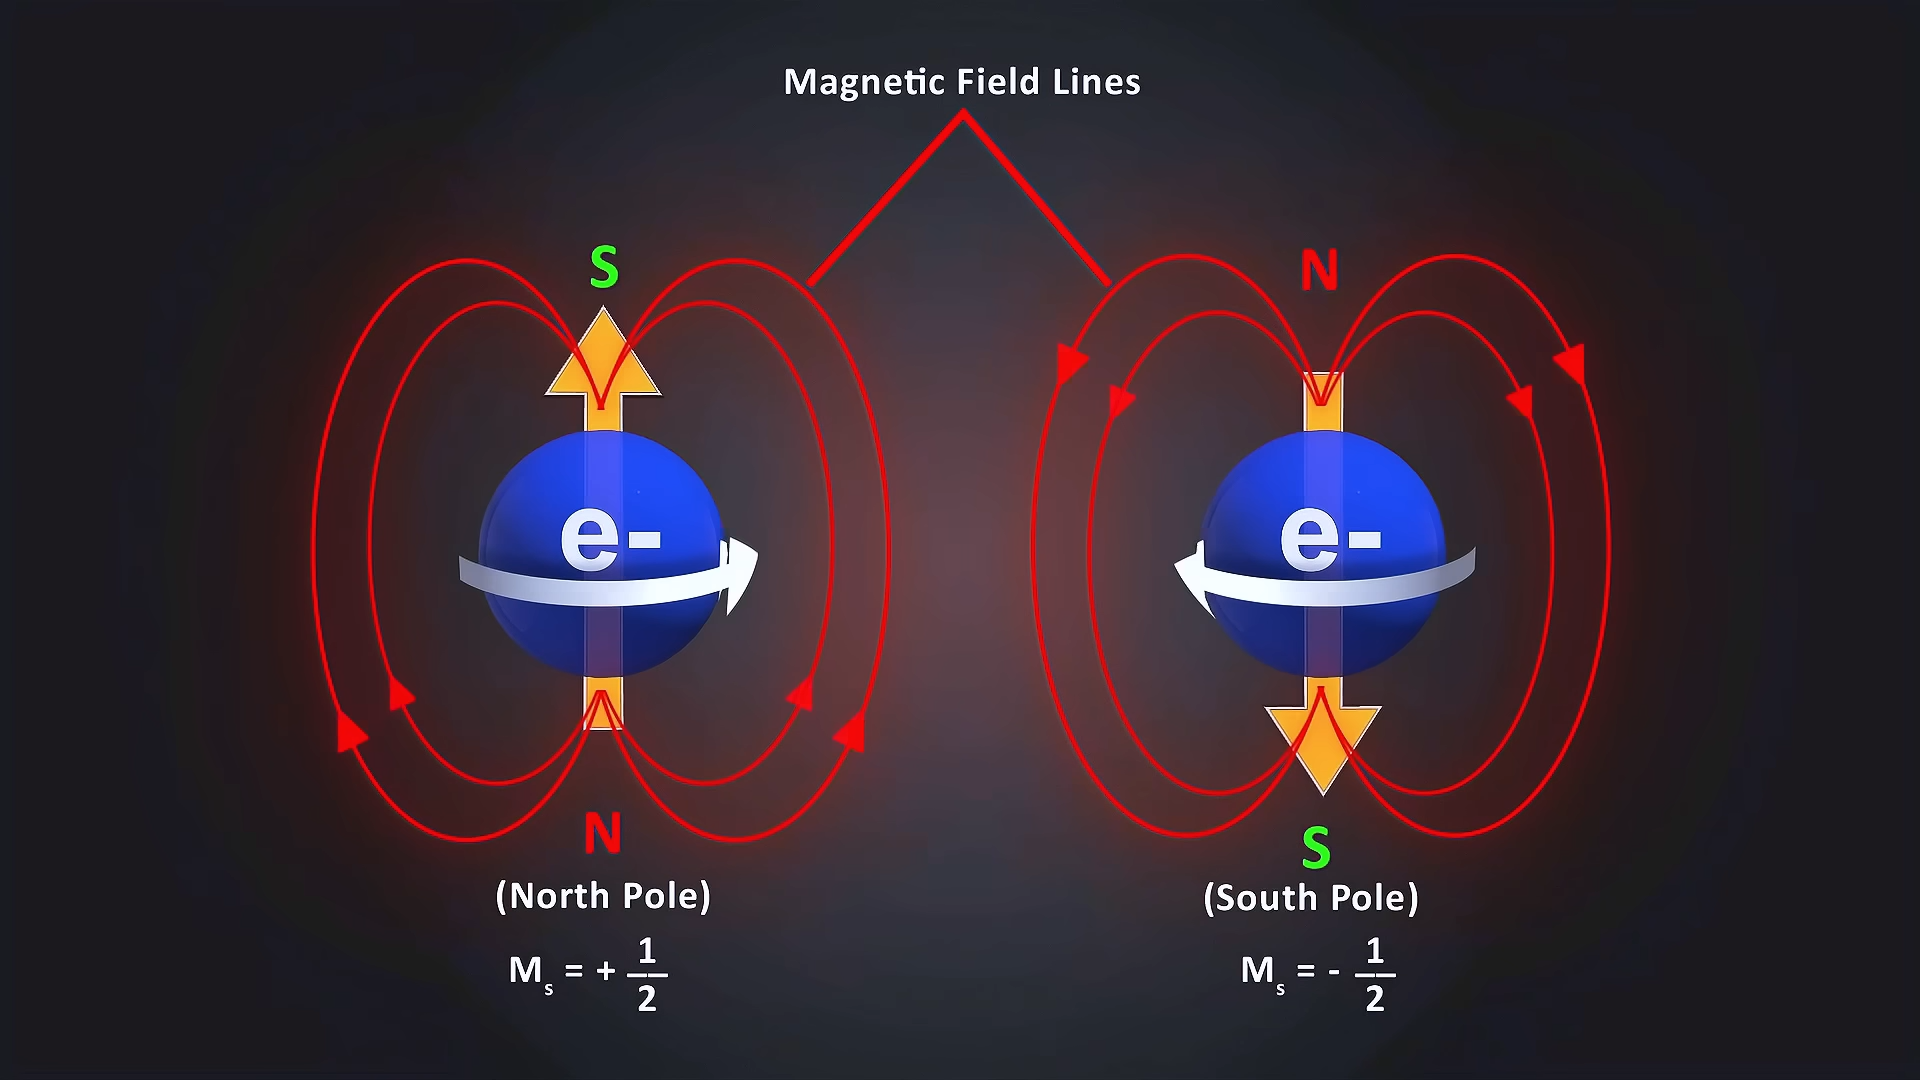 Magnetic Field Lines
S
N
e-
e-
N
S
(North Pole)
(South Pole)
Ms = + 1/2
Ms = - 1/2